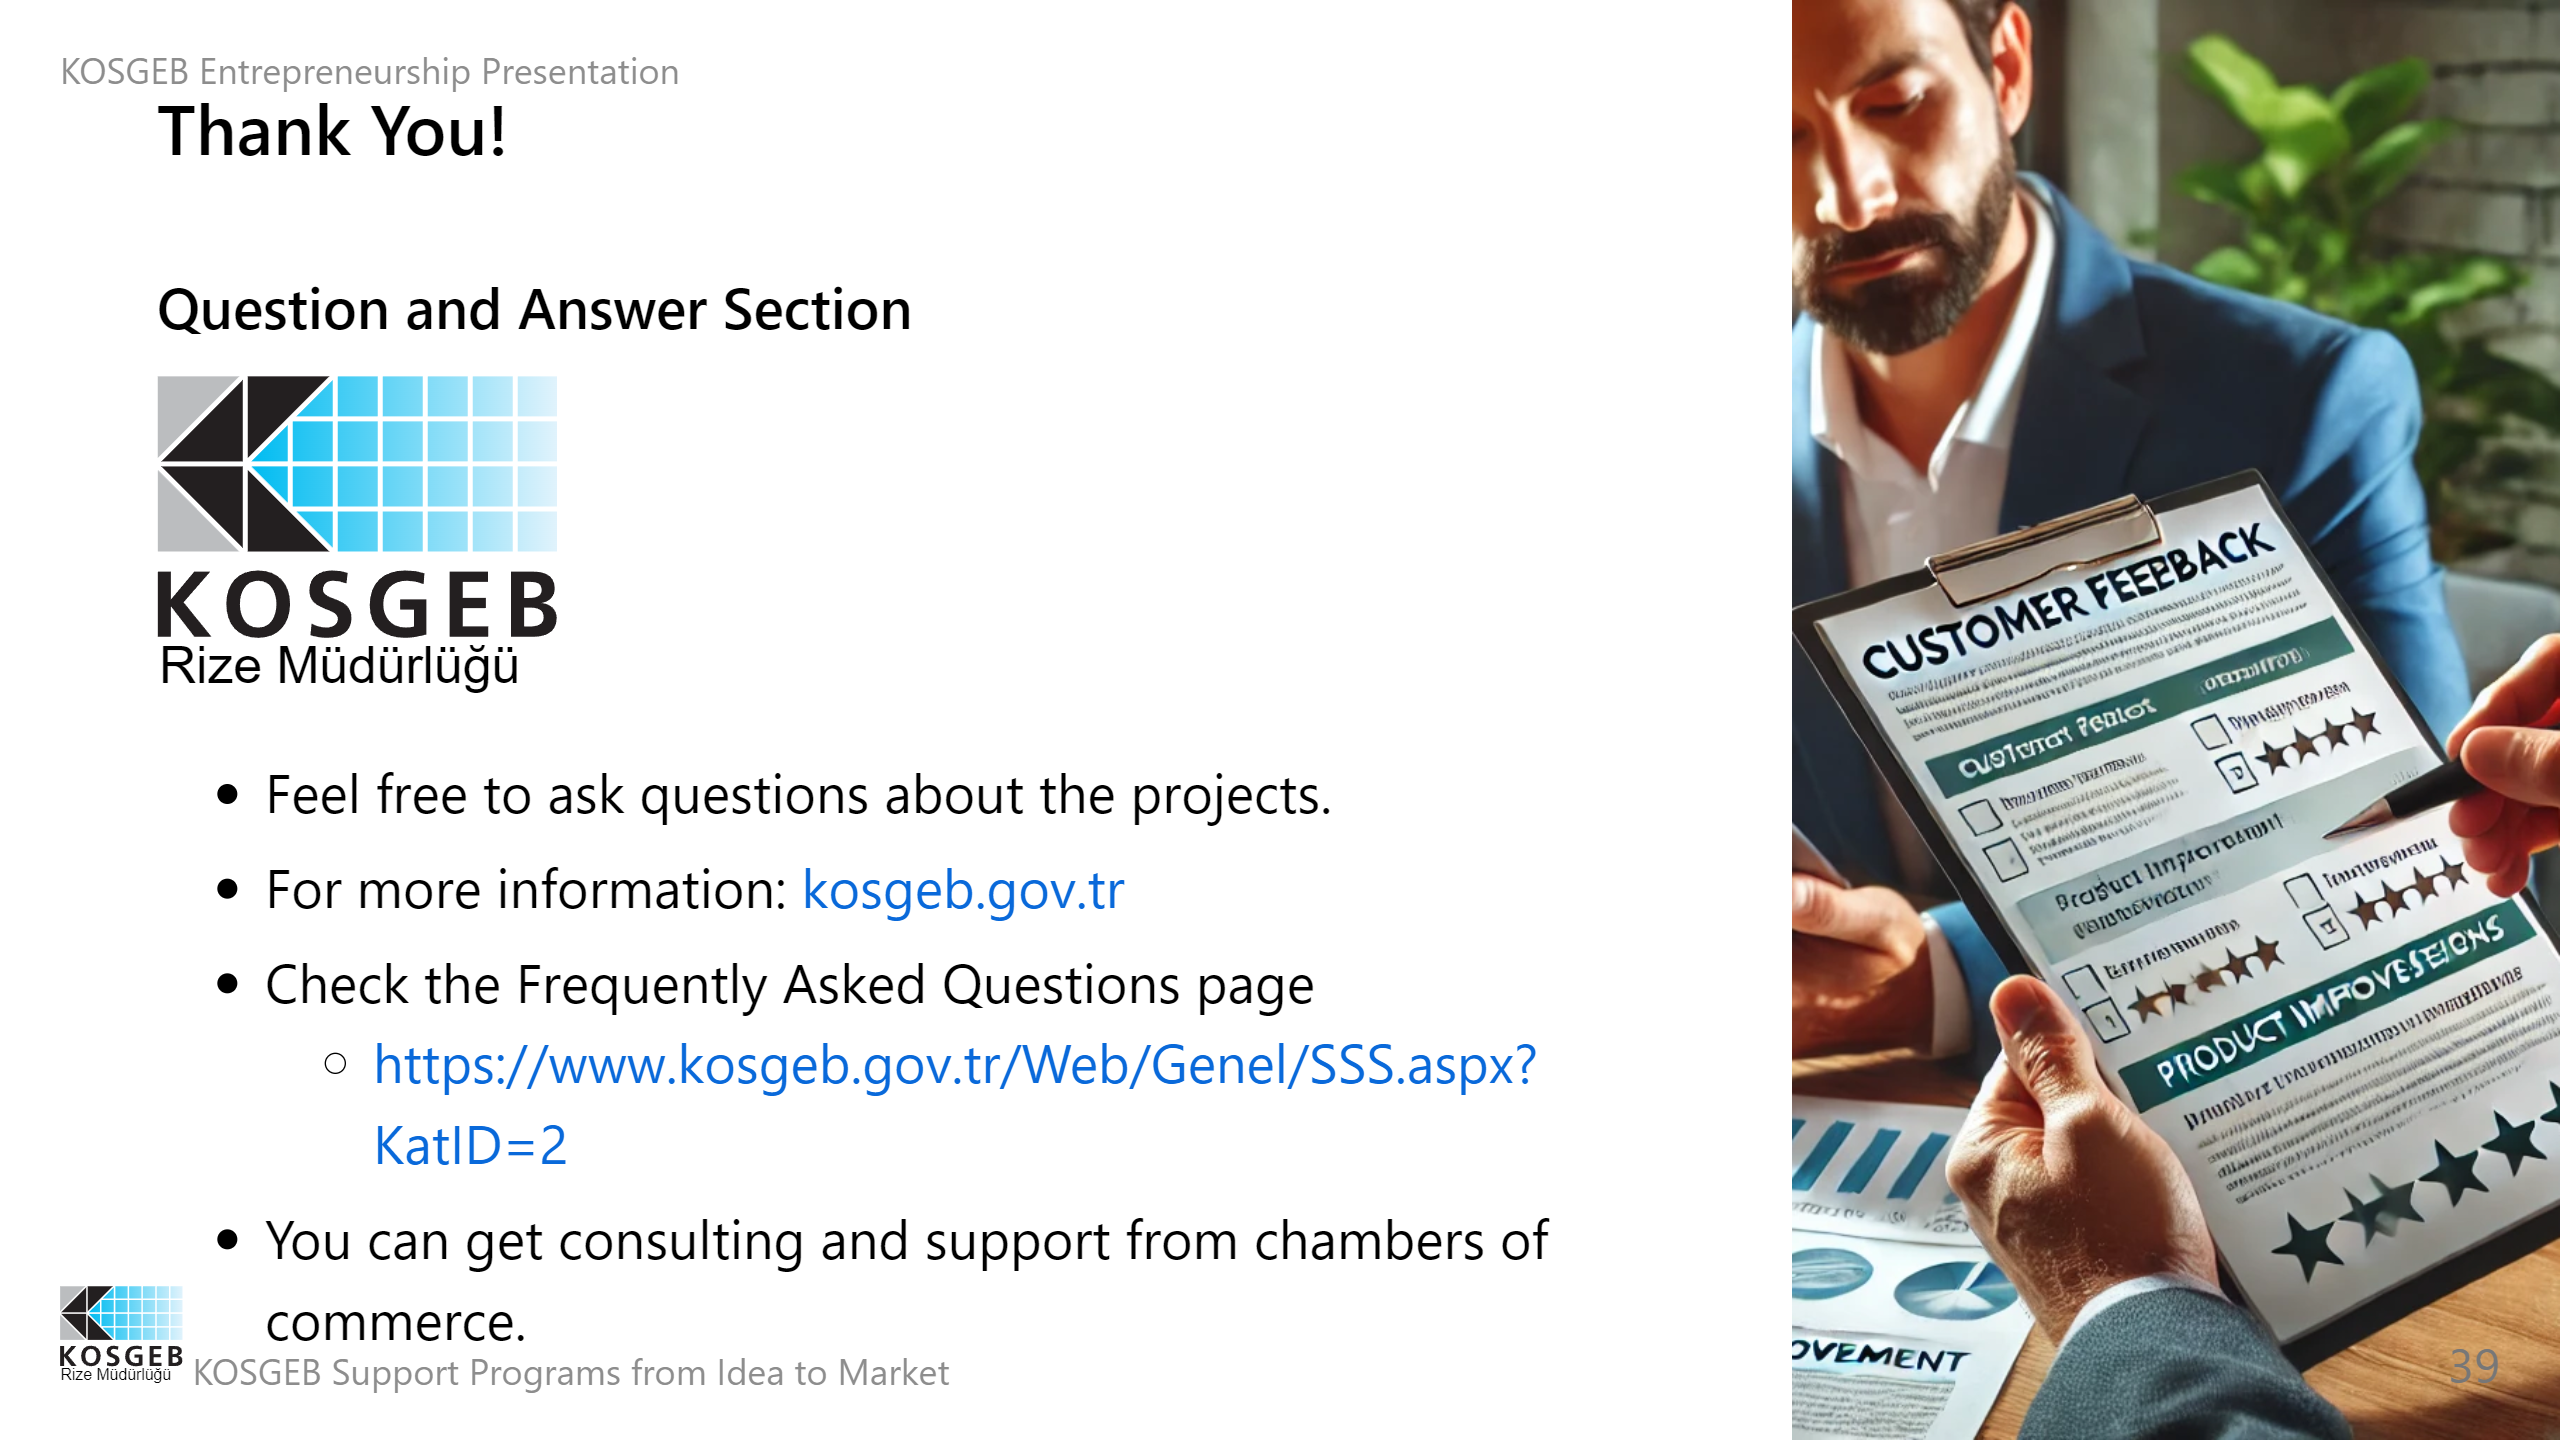 KOSGEB Entrepreneurship Presentation
Thank You!
Question and Answer Section
KOSGEB
Rize Müdürlüğü
• Feel free to ask questions about the projects.
• For more information: kosgeb.gov.tr
• Check the Frequently Asked Questions page
○ https://www.kosgeb.gov.tr/Web/Genel/SSS.aspx?
KatID=2
• You can get consulting and support from chambers of
commerce.
KOSGEB
Rize Müdürlüğü
KOSGEB Support Programs from Idea to Market
CUSTOMER
PRODUCT
OVEMENT
39